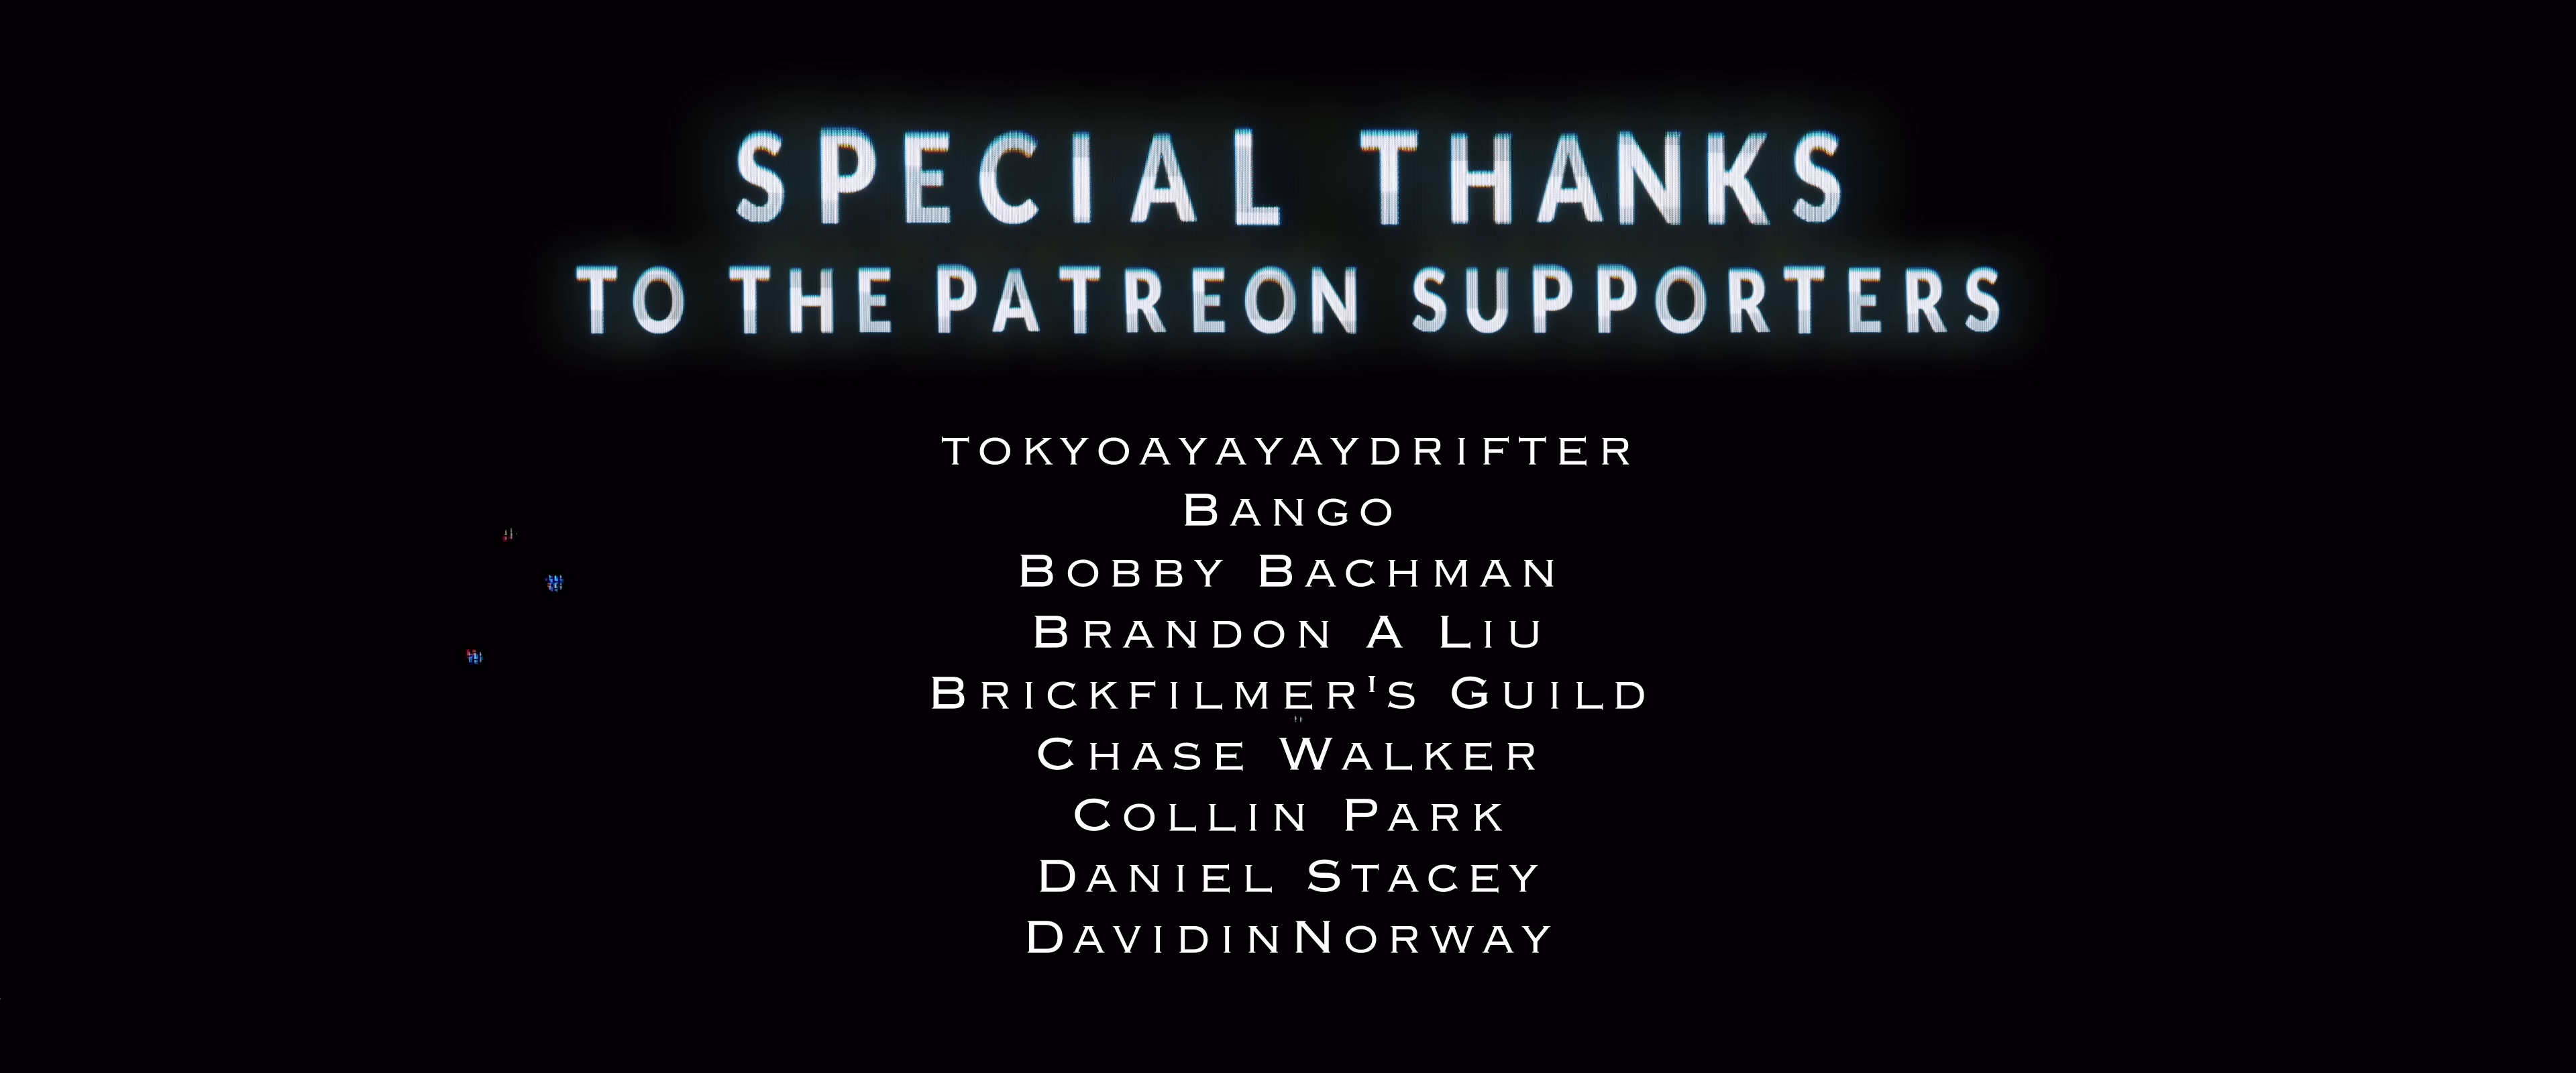 SPECIAL THANKS
TO THE PATREON SUPPORTERS
TOKYOAYAYAYDRIFTER
BANGO
BOBBY BACHMAN
BRANDON A LIU
BRICKFILMER'S GUILD
CHASE WALKER
COLLIN PARK
DANIEL STACEY
DAVIDINNORWAY